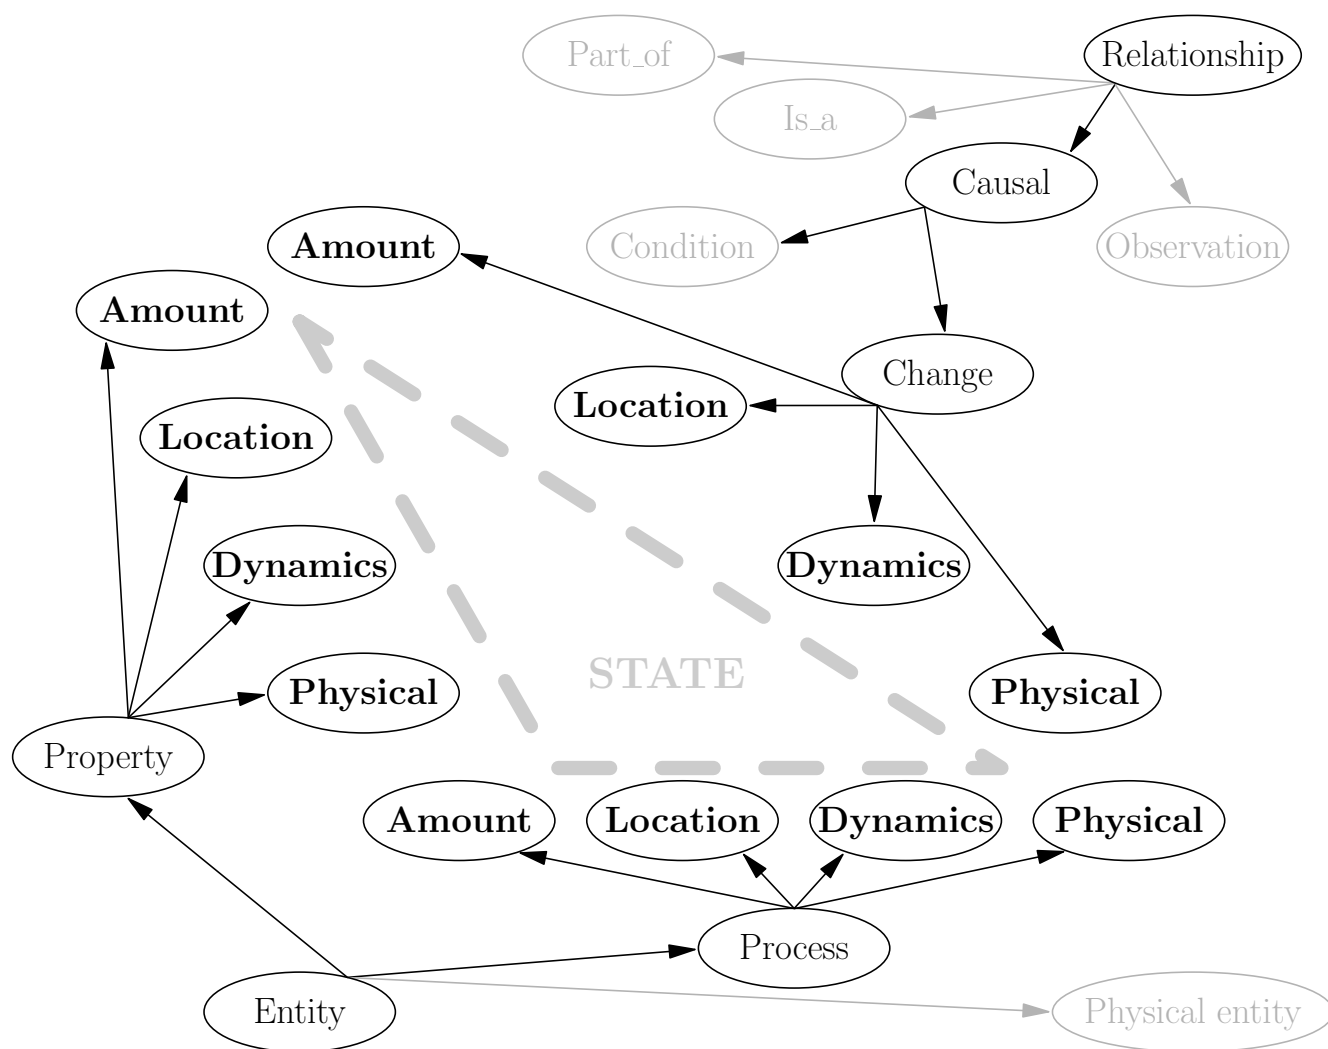 Part_of
Relationship
Is_a
Causal
Amount
Condition
Observation
Amount
Change
Location
Location
Dynamics
Dynamics
STATE
Physical
Physical
Property
Amount
Location
Dynamics
Physical
Process
Entity
Physical entity